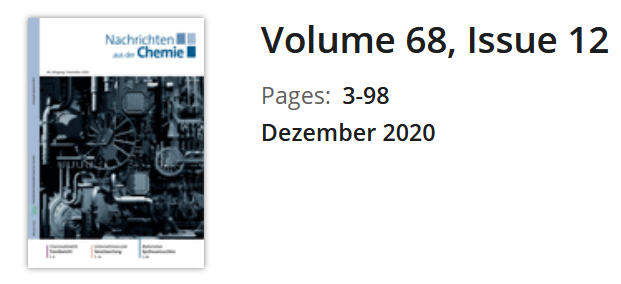 Nachrichten
aus der Chemie
Volume 68, Issue 12
Pages: 3-98
Dezember 2020